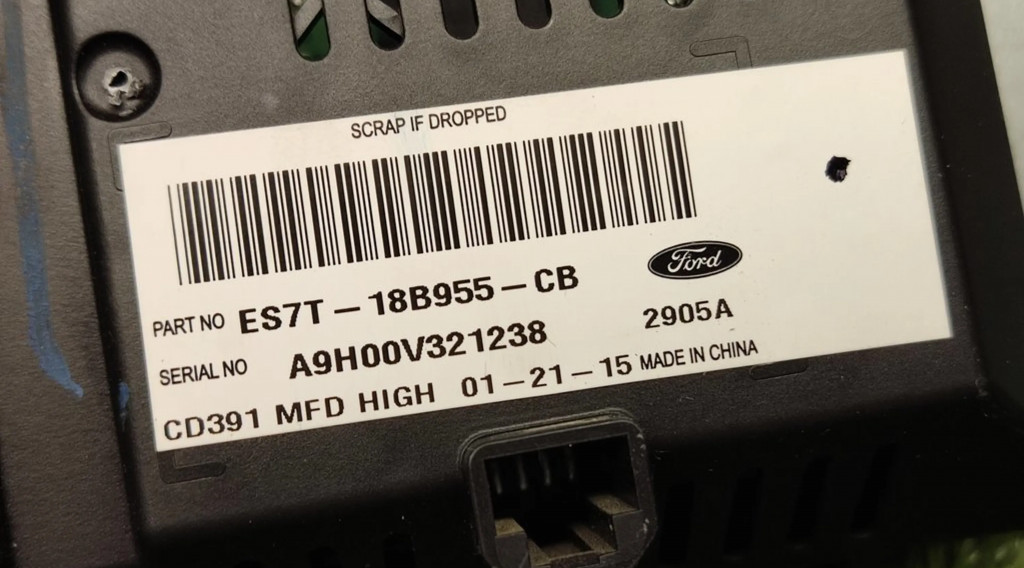 SCRAP IF DROPPED
Ford
PART NO ES7T-18B955-CB
2905A
SERIAL NO A9H00V321238
CD391 MFD HIGH 01-21-15 MADE IN CHINA